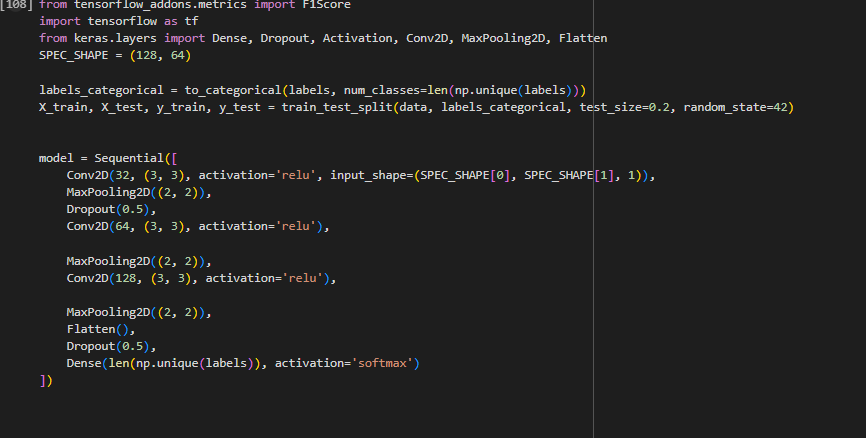 [108] from tensorflow_addons.metrics import F1Score
import tensorflow as tf
from keras.layers import Dense, Dropout, Activation, Conv2D, MaxPooling2D, Flatten
SPEC_SHAPE = (128, 64)
labels_categorical = to_categorical(labels, num_classes=len(np.unique(labels)))
X_train, X_test, y_train, y_test = train_test_split(data, labels_categorical, test_size=0.2, random_state=42)
model = Sequential([
Conv2D(32, (3, 3), activation='relu', input_shape=(SPEC_SHAPE[0], SPEC_SHAPE[1], 1)),
MaxPooling2D((2, 2)),
Dropout(0.5),
Conv2D(64, (3, 3), activation='relu'),
MaxPooling2D((2, 2)),
Conv2D(128, (3, 3), activation='relu'),
MaxPooling2D((2, 2)),
Flatten(),
Dropout(0.5),
Dense(len(np.unique(labels)), activation='softmax')
])